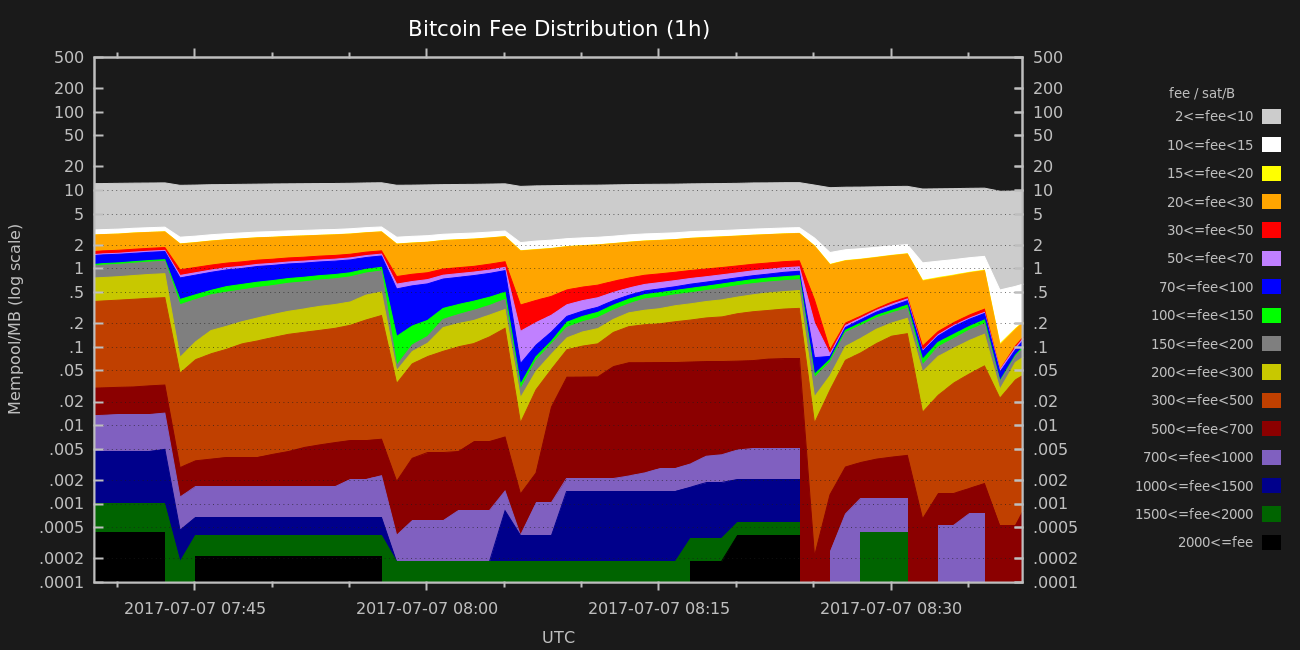 Bitcoin Fee Distribution (1h)
500 500
200 200
100 100
50 50
20 20
10 10
5 5
2 2
1 1
.5 .5
.2 .2
.1 .1
.05 .05
.02 .02
.01 .01
.005 .005
.002 .002
.001 .001
.0005 .0005
.0002 .0002
.0001 .0001
Mempool/MB (log scale)
2017-07-07 07:45 2017-07-07 08:00 2017-07-07 08:15 2017-07-07 08:30
UTC
fee / sat/B
2<=fee<10
10<=fee<15
15<=fee<20
20<=fee<30
30<=fee<50
50<=fee<70
70<=fee<100
100<=fee<150
150<=fee<200
200<=fee<300
300<=fee<500
500<=fee<700
700<=fee<1000
1000<=fee<1500
1500<=fee<2000
2000<=fee